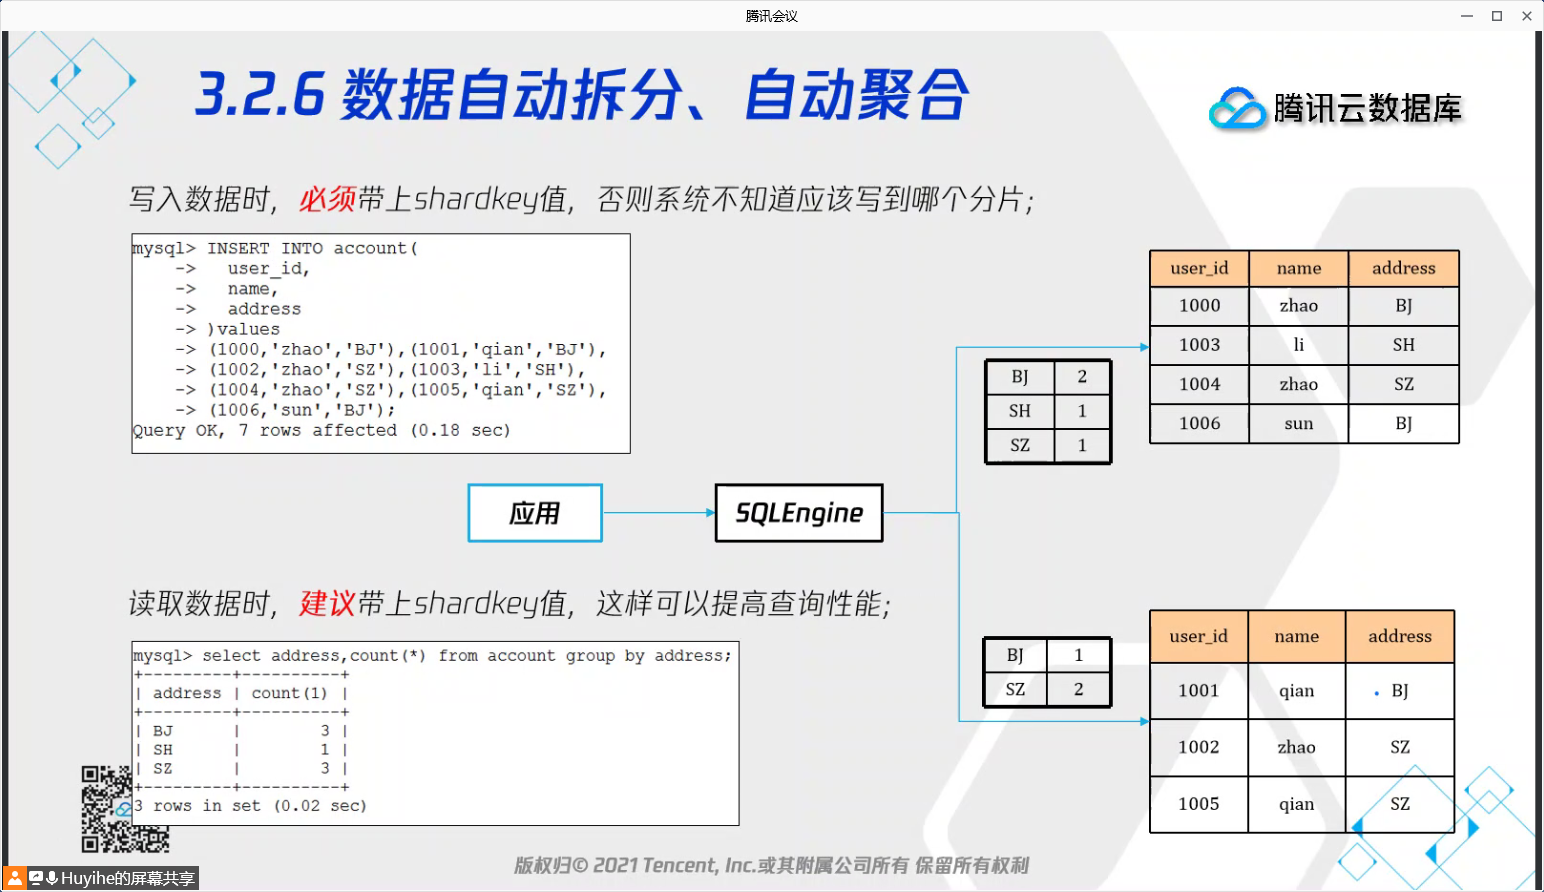 腾讯会议
3.2.6 数据自动拆分、自动聚合
腾讯云数据库
写入数据时，必须带上shardkey值，否则系统不知道应该写到哪个分片；
mysql> INSERT INTO account(
-> user_id,
-> name,
-> address
-> )values
-> (1000,'zhao','BJ'),(1001,'qian','BJ'),
-> (1002,'zhao','SZ'),(1003,'li','SH'),
-> (1004,'zhao','SZ'),(1005,'qian','SZ'),
-> (1006,'sun','BJ');
Query OK, 7 rows affected (0.18 sec)
user_id name address
1000 zhao BJ
1003 li SH
1004 zhao SZ
1006 sun BJ
BJ 2
SH 1
SZ 1
应用
SQLEngine
读取数据时，建议带上shardkey值，这样可以提高查询性能；
mysql> select address,count(*) from account group by address;
+---------+----------+
| address | count(1) |
+---------+----------+
| BJ | 3 |
| SH | 1 |
| SZ | 3 |
+---------+----------+
3 rows in set (0.02 sec)
BJ 1
SZ 2
user_id name address
1001 qian BJ
1002 zhao SZ
1005 qian SZ
版权归© 2021 Tencent, Inc.或其附属公司所有 保留所有权利
Huyihe的屏幕共享